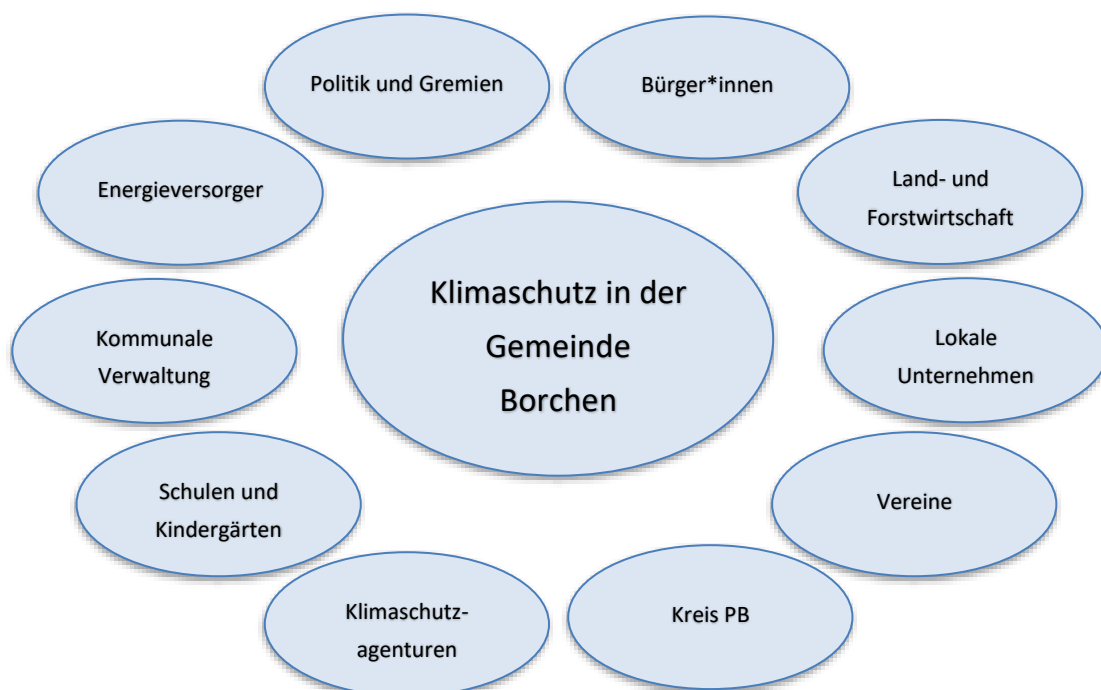 Politik und Gremien
Bürger*innen
Energieversorger
Land- und
Forstwirtschaft
Klimaschutz in der
Gemeinde
Borchen
Kommunale
Verwaltung
Lokale
Unternehmen
Schulen und
Kindergärten
Vereine
Klimaschutz-
agenturen
Kreis PB